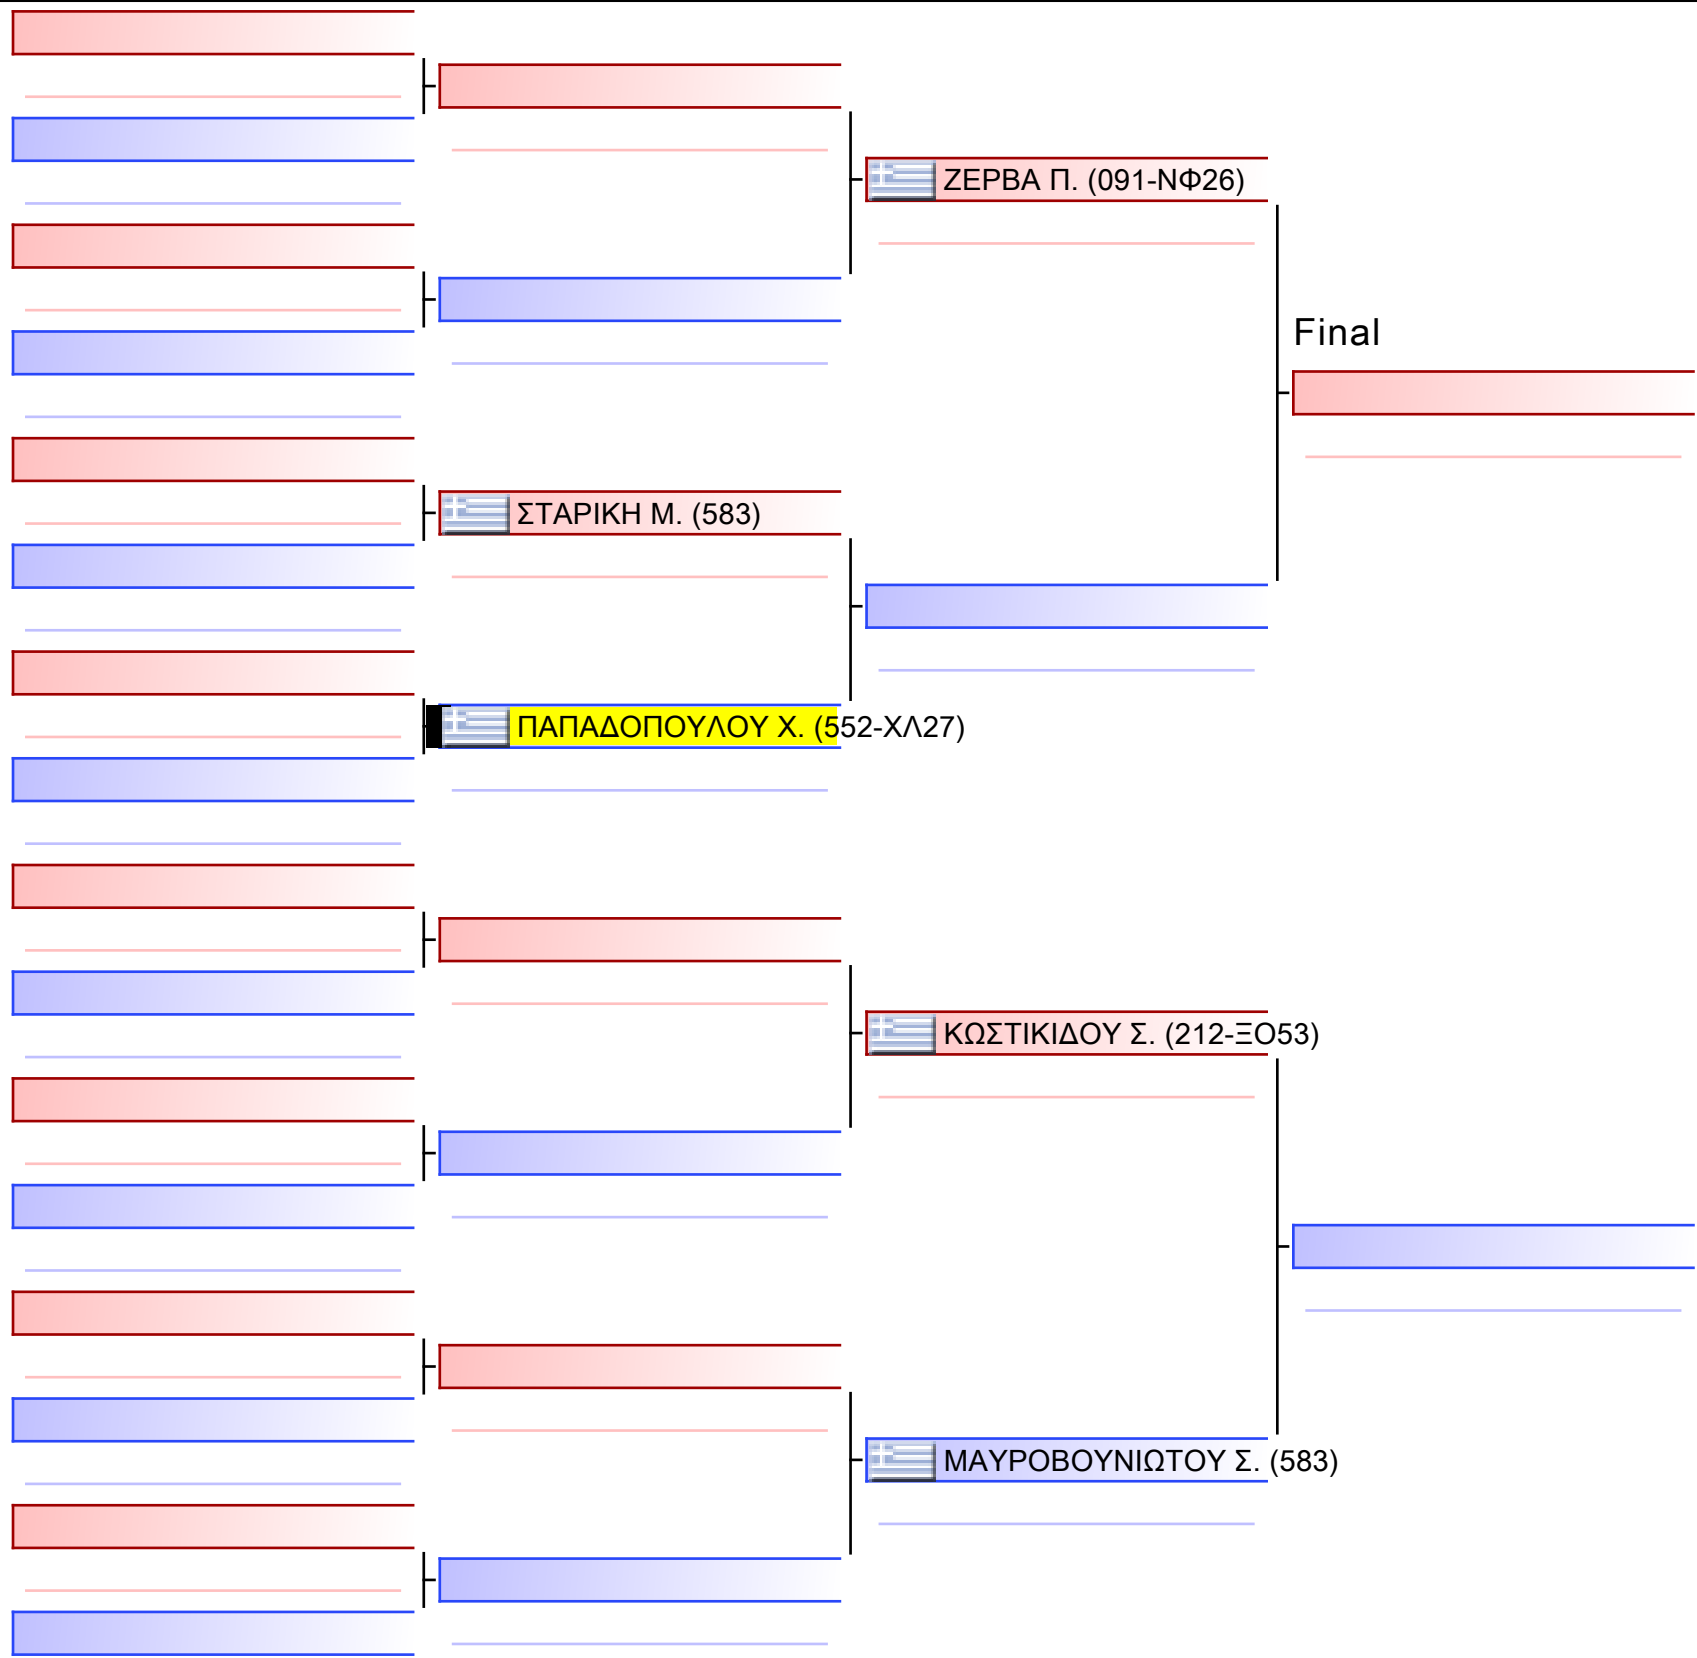 ΖΕΡΒΑ Π. (091-ΝΦ26)
Final
ΣΤΑΡΙΚΗ Μ. (583)
ΠΑΠΑΔΟΠΟΥΛΟΥ Χ. (552-ΧΛ27)
ΚΩΣΤΙΚΙΔΟΥ Σ. (212-ΞΟ53)
ΜΑΥΡΟΒΟΥΝΙΩΤΟΥ Σ. (583)